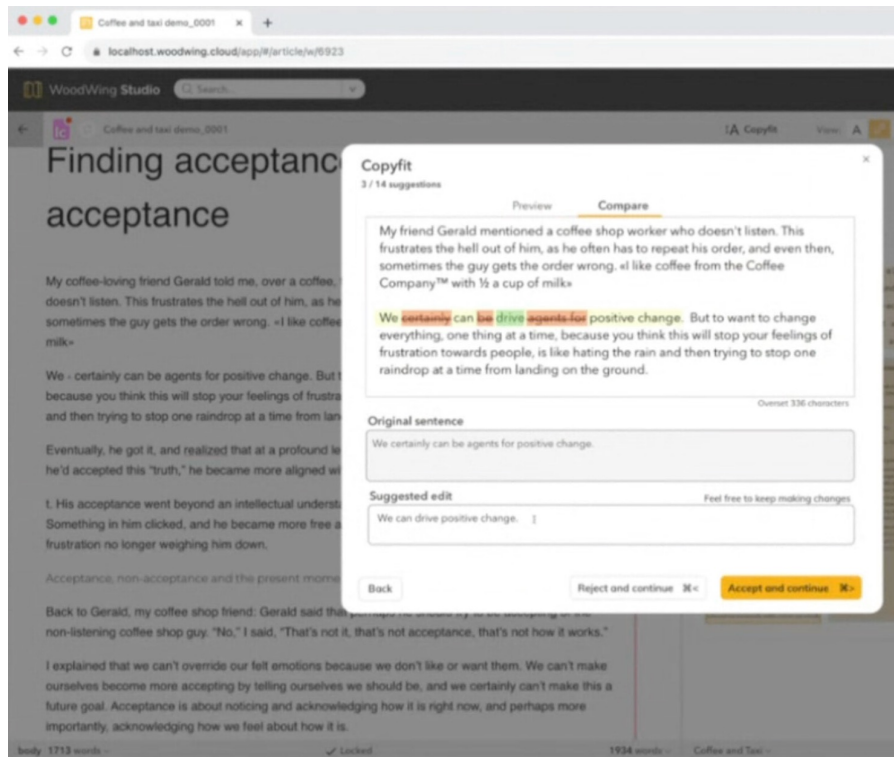 Coffee and taxi demo_0001
localhost.woodwing.cloud/app/#/article/w/6923
WoodWing Studio
Search...
Coffee and taxi demo_0001
Copyfit
View:
A
Finding acceptanc
acceptance
My coffee-loving friend Gerald told me, over a coffee,
doesn't listen. This frustrates the hell out of him, as he
sometimes the guy gets the order wrong. «I like coffee
milk»
We - certainly can be agents for positive change. But t
because you think this will stop your feelings of frustra
and then trying to stop one raindrop at a time from lan
Eventually, he got it, and realized that at a profound le
he'd accepted this "truth," he became more aligned wi
t. His acceptance went beyond an intellectual understa
Something in him clicked, and he became more free a
frustration no longer weighing him down.
Acceptance, non-acceptance and the present mome
Back to Gerald, my coffee shop friend: Gerald said that perhaps he should try to be accepting of the
non-listening coffee shop guy. "No," I said, "That's not it, that's not acceptance, that's not how it works."
I explained that we can't override our felt emotions because we don't like or want them. We can't make
ourselves become more accepting by telling ourselves we should be, and we certainly can't make this a
future goal. Acceptance is about noticing and acknowledging how it is right now, and perhaps more
importantly, acknowledging how we feel about how it is.
body 1713 words
Locked
1934 words
Coffee and Taxi
Copyfit
3 / 14 suggestions
Preview
Compare
My friend Gerald mentioned a coffee shop worker who doesn't listen. This
frustrates the hell out of him, as he often has to repeat his order, and even then,
sometimes the guy gets the order wrong. «I like coffee from the Coffee
Company™ with ½ a cup of milk»
We certainly can be drive agents for positive change. But to want to change
everything, one thing at a time, because you think this will stop your feelings of
frustration towards people, is like hating the rain and then trying to stop one
raindrop at a time from landing on the ground.
Overset 336 characters
Original sentence
We certainly can be agents for positive change.
Suggested edit
Feel free to keep making changes
We can drive positive change.
Back
Reject and continue ⌘<
Accept and continue ⌘>